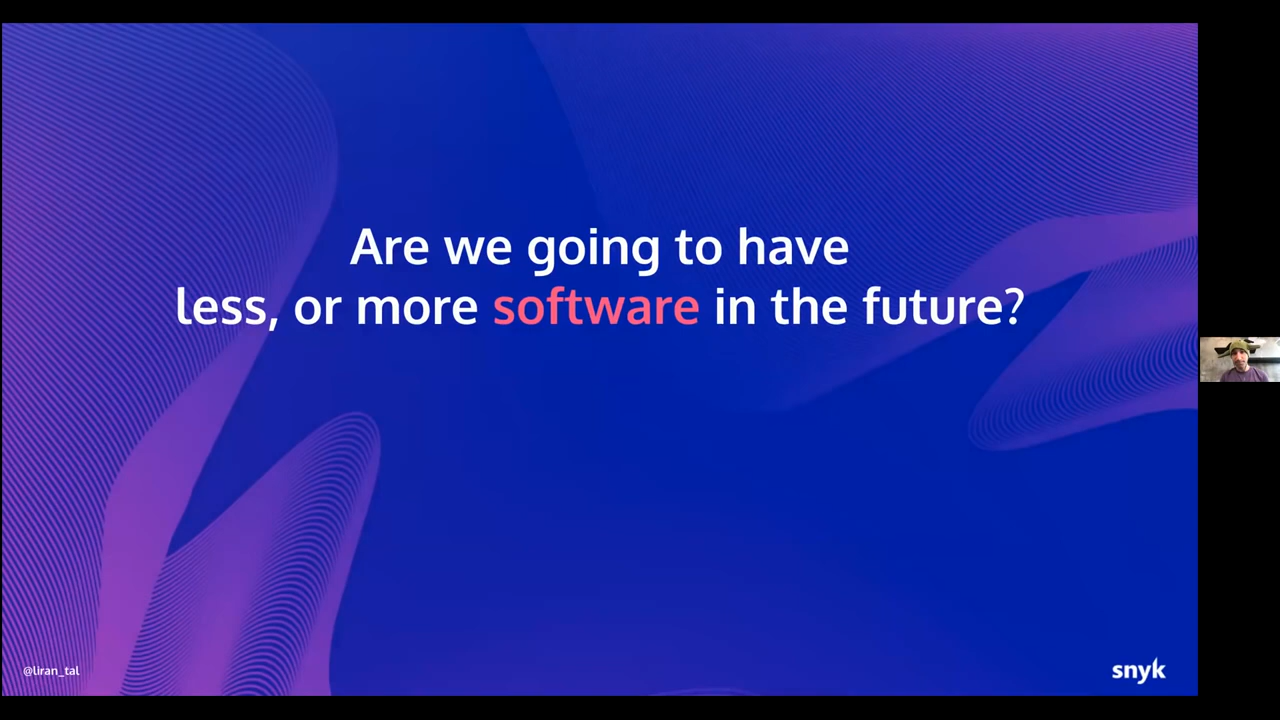 Are we going to have
less, or more software in the future?
@liran_tal
snyk